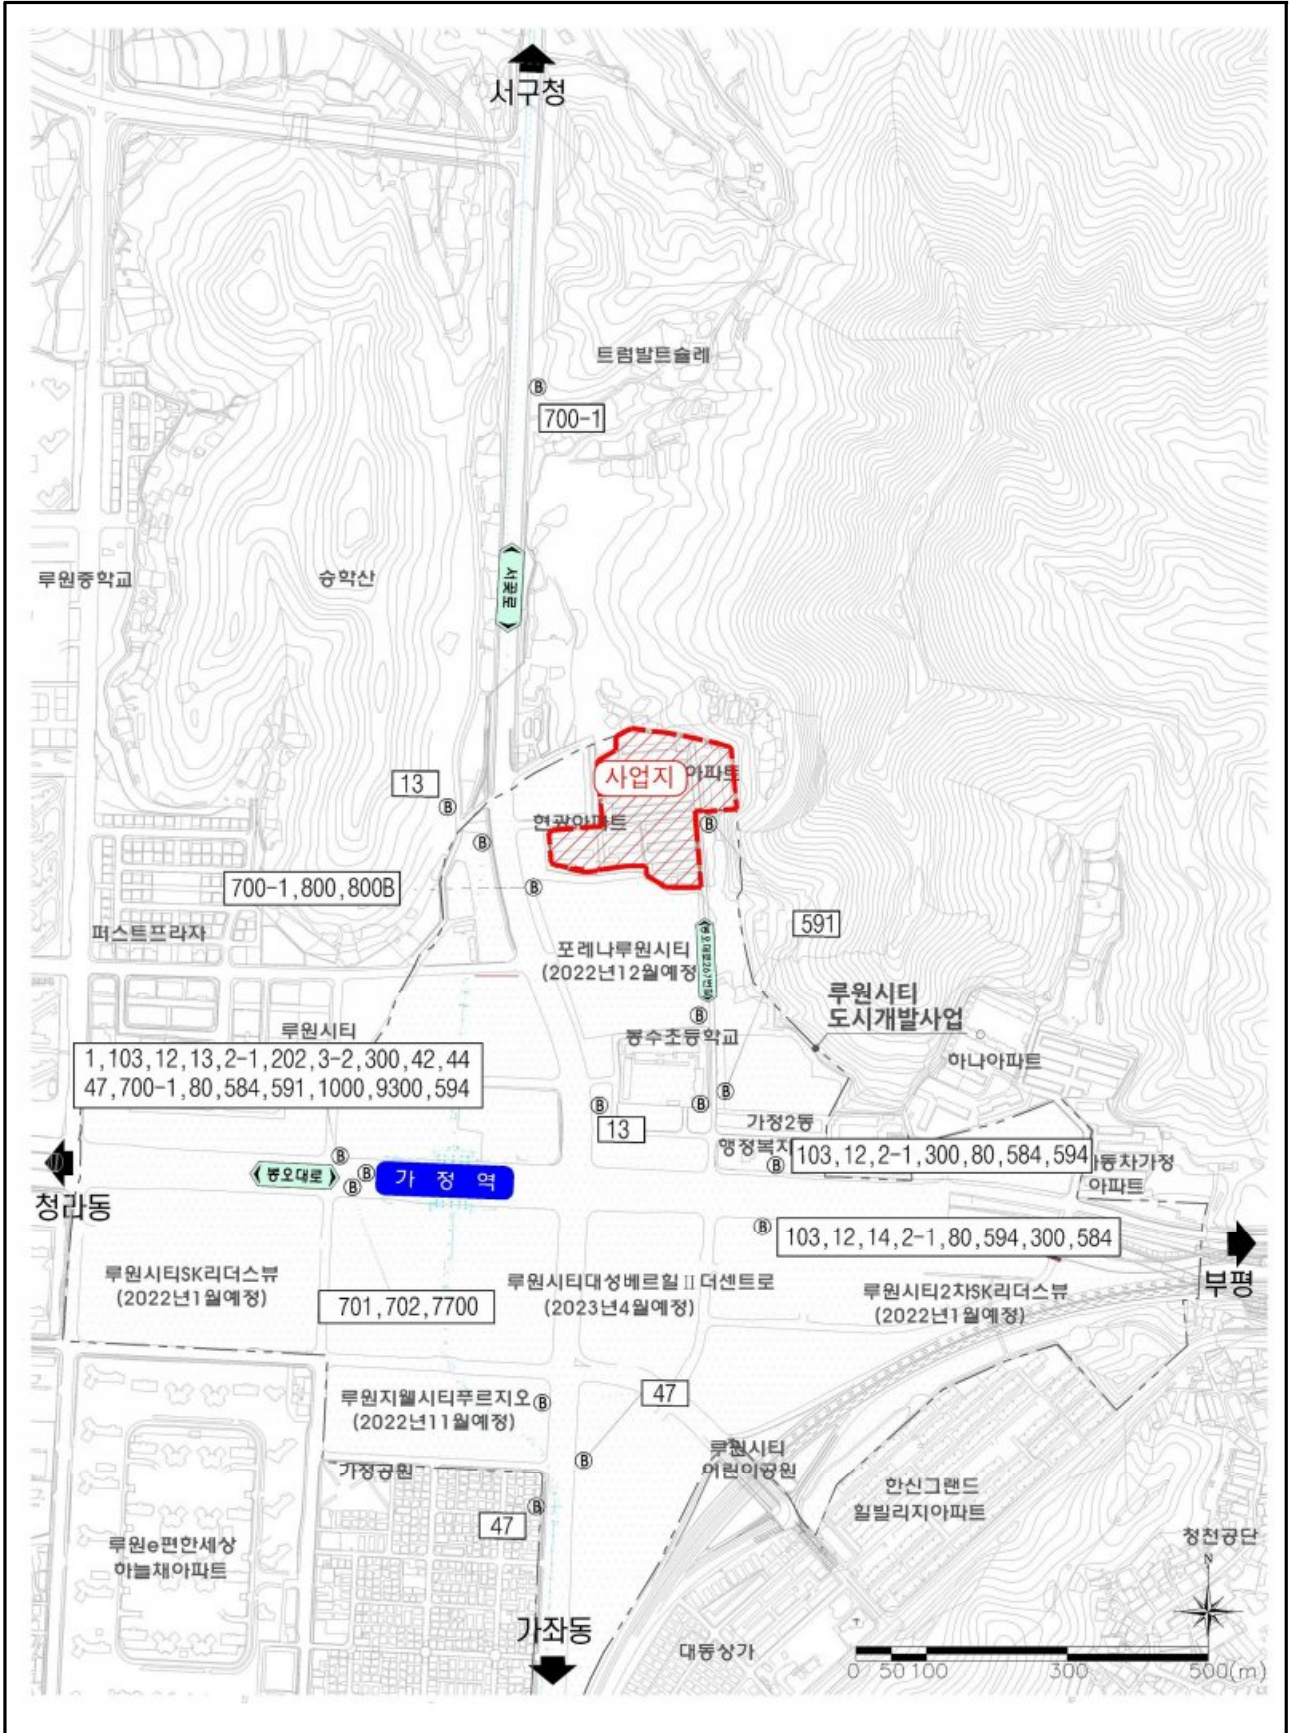 서구청
트럼발트슐레
B
700-1
서곶로
루원중학교
승학산
사업지
아파트
13
B
현광아파트
B
B
700-1,800,800B
B
591
퍼스트프라자
포레나루원시티
(2022년12월예정
봉오대로267번길
루원시티
도시개발사업
B
루원시티
봉수초등학교
하나아파트
1,103,12,13,2-1,202,3-2,300,42,44
47,700-1,80,584,591,1000,9300,594
B
B
B
13
가정2동
행정복지
103,12,2-1,300,80,584,594
B
동차가정
아파트
B
B
B
봉오대로
가 정 역
청라동
B
103,12,14,2-1,80,594,300,584
부평
루원시티SK리더스뷰
(2022년1월예정)
701,702,7700
루원시티대성베르힐Ⅱ더센트로
(2023년4월예정)
루원시티2차SK리더스뷰
(2022년1월예정)
루원지웰시티푸르지오
(2022년11월예정)
B
47
B
루원시티
어린이공원
가정공원
한신그랜드
힐빌리지아파트
B
47
루원e편한세상
하늘채아파트
청천공단
N
가좌동
대동상가
0 50 100 300 500(m)